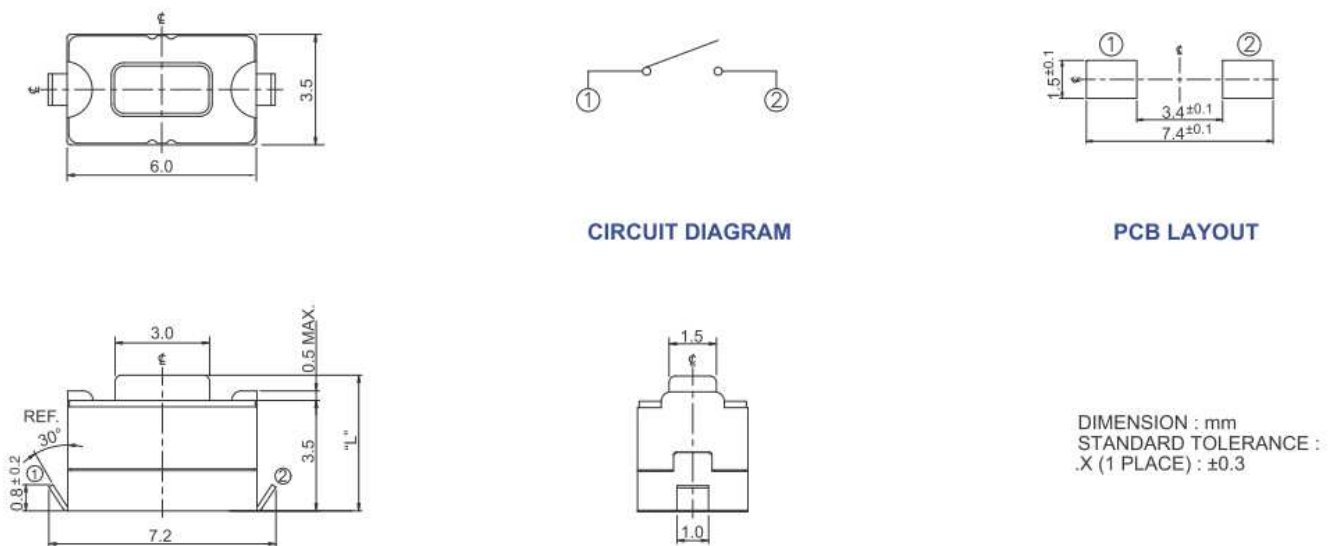 ℄
℄
3.5
6.0
① ②
CIRCUIT DIAGRAM
① ②
℄
℄
1.5±0.1
3.4±0.1
7.4±0.1
PCB LAYOUT
3.0
℄
0.5 MAX.
REF.
30°
①
②
0.8±0.2
3.5
"L"
7.2
1.5
℄
1.0
DIMENSION : mm
STANDARD TOLERANCE :
.X (1 PLACE) : ±0.3